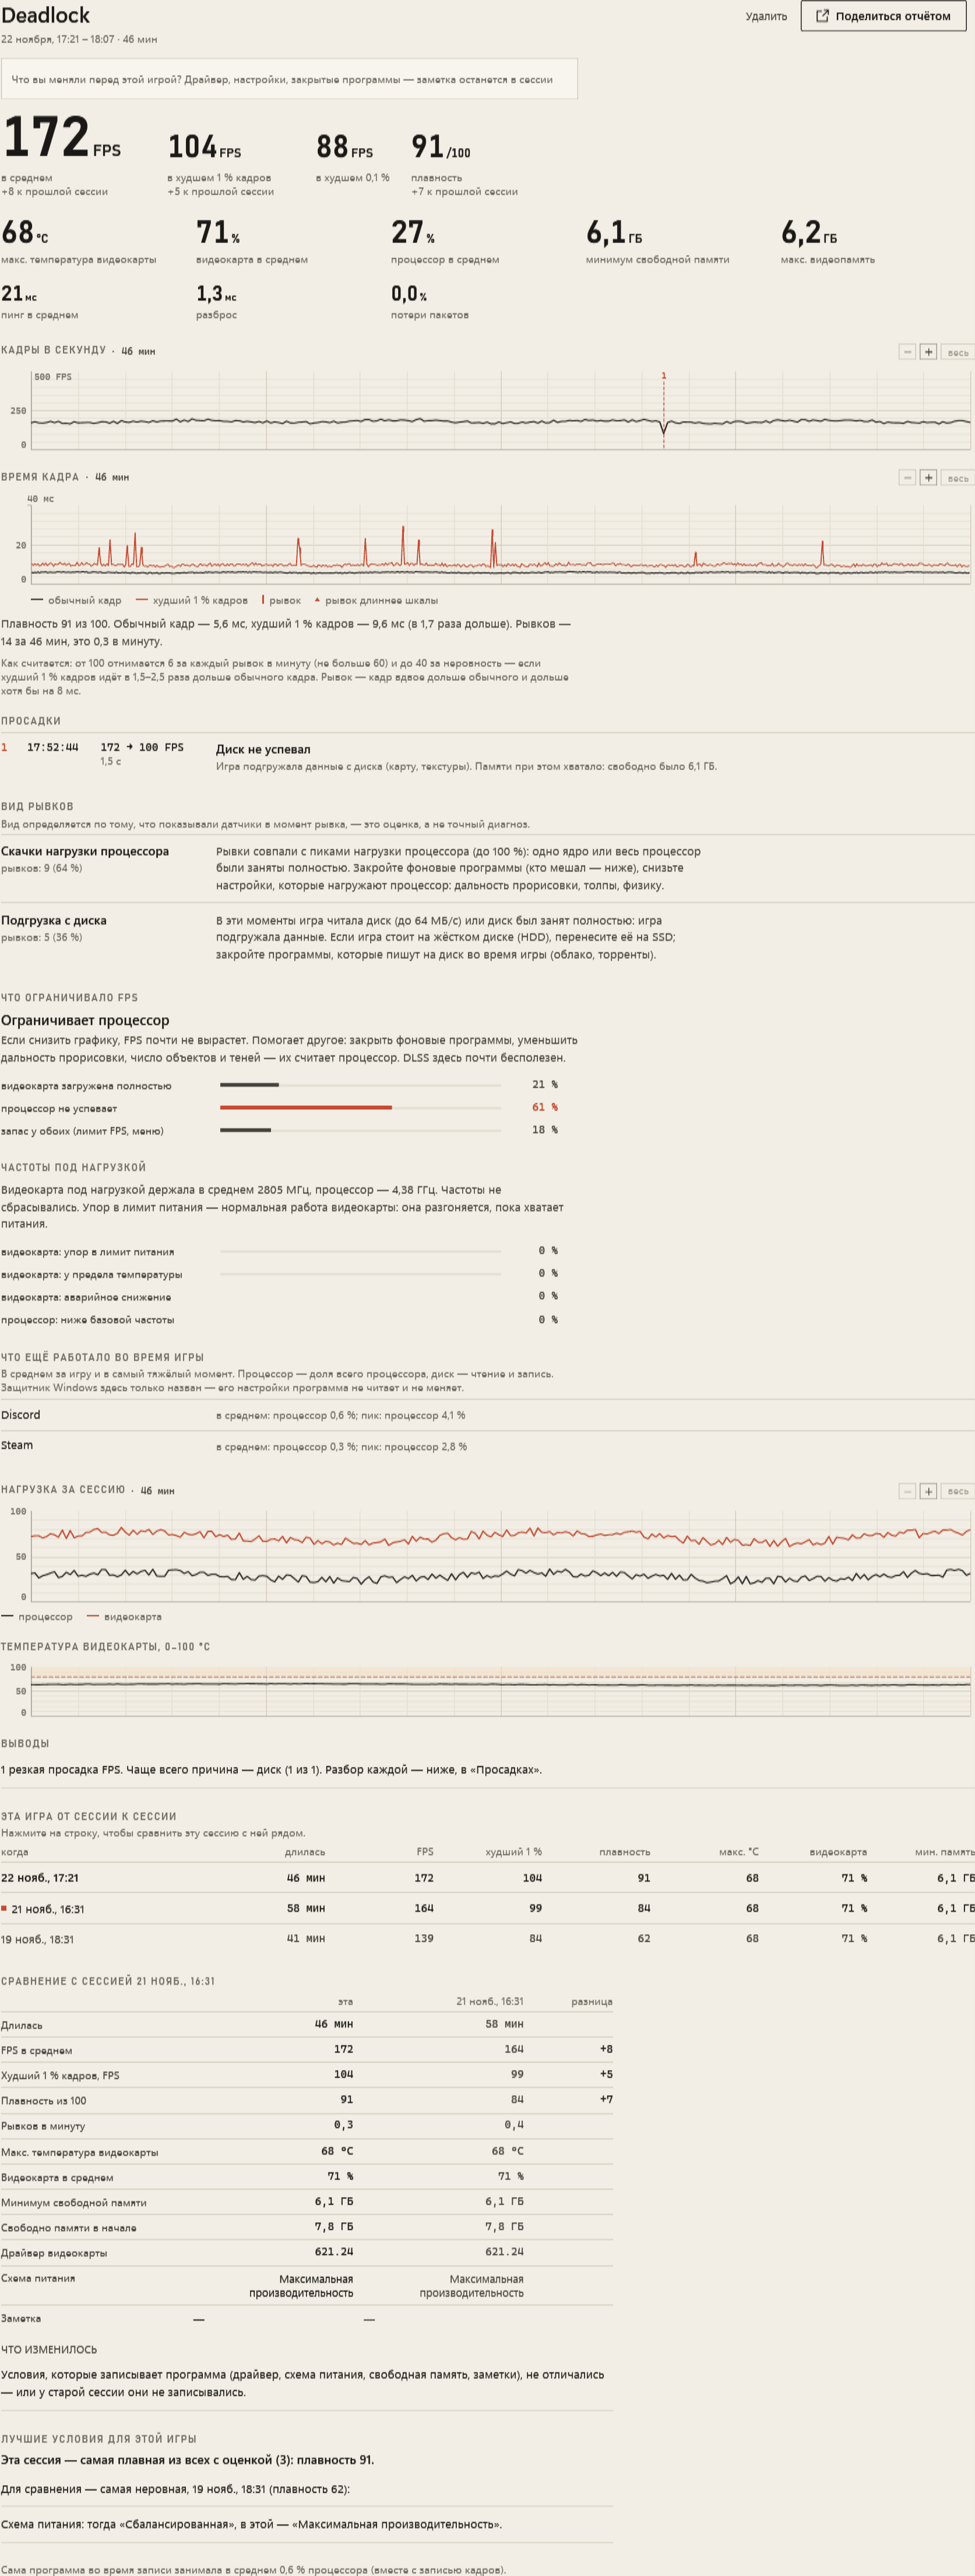 Deadlock
Удалить
Поделиться отчётом
22 ноября, 17:21 – 18:07 · 46 мин
Что вы меняли перед этой игрой? Драйвер, настройки, закрытые программы — заметка останется в сессии
172 FPS
104 FPS
88 FPS
91 /100
в среднем
в худшем 1 % кадров
в худшем 0,1 %
плавность
+8 к прошлой сессии
+5 к прошлой сессии
+7 к прошлой сессии
68 °C
71 %
27 %
6,1 ГБ
6,2 ГБ
макс. температура видеокарты
видеокарта в среднем
процессор в среднем
минимум свободной памяти
макс. видеопамять
21 мс
1,3 мс
0,0 %
пинг в среднем
разброс
потери пакетов
КАДРЫ В СЕКУНДУ · 46 мин
− + весь
500 FPS
1
250
0
ВРЕМЯ КАДРА · 46 мин
− + весь
40 мс
20
0
обычный кадр
худший 1 % кадров
рывок
рывок длиннее шкалы
Плавность 91 из 100. Обычный кадр — 5,6 мс, худший 1 % кадров — 9,6 мс (в 1,7 раза дольше). Рывков —
14 за 46 мин, это 0,3 в минуту.
Как считается: от 100 отнимается 6 за каждый рывок в минуту (не больше 60) и до 40 за неровность — если
худший 1 % кадров идёт в 1,5–2,5 раза дольше обычного кадра. Рывок — кадр вдвое дольше обычного и дольше
хотя бы на 8 мс.
ПРОСАДКИ
1 17:52:44 172 → 100 FPS Диск не успевал
1,5 с
Игра подгружала данные с диска (карту, текстуры). Памяти при этом хватало: свободно было 6,1 ГБ.
ВИД РЫВКОВ
Вид определяется по тому, что показывали датчики в момент рывка, — это оценка, а не точный диагноз.
Скачки нагрузки процессора
рывков: 9 (64 %)
Рывки совпали с пиками нагрузки процессора (до 100 %): одно ядро или весь процессор
были заняты полностью. Закройте фоновые программы (кто мешал — ниже), снизьте
настройки, которые нагружают процессор: дальность прорисовки, толпы, физику.
Подгрузка с диска
рывков: 5 (36 %)
В эти моменты игра читала диск (до 64 МБ/с) или диск был занят полностью: игра
подгружала данные. Если игра стоит на жёстком диске (HDD), перенесите её на SSD;
закройте программы, которые пишут на диск во время игры (облако, торренты).
ЧТО ОГРАНИЧИВАЛО FPS
Ограничивает процессор
Если снизить графику, FPS почти не вырастет. Помогает другое: закрыть фоновые программы, уменьшить
дальность прорисовки, число объектов и теней — их считает процессор. DLSS здесь почти бесполезен.
видеокарта загружена полностью 21 %
процессор не успевает 61 %
запас у обоих (лимит FPS, меню) 18 %
ЧАСТОТЫ ПОД НАГРУЗКОЙ
Видеокарта под нагрузкой держала в среднем 2805 МГц, процессор — 4,38 ГГц. Частоты не
сбрасывались. Упор в лимит питания — нормальная работа видеокарты: она разгоняется, пока хватает
питания.
видеокарта: упор в лимит питания 0 %
видеокарта: у предела температуры 0 %
видеокарта: аварийное снижение 0 %
процессор: ниже базовой частоты 0 %
ЧТО ЕЩЁ РАБОТАЛО ВО ВРЕМЯ ИГРЫ
В среднем за игру и в самый тяжёлый момент. Процессор — доля всего процессора, диск — чтение и запись.
Защитник Windows здесь только назван — его настройки программа не читает и не меняет.
Discord в среднем: процессор 0,6 %; пик: процессор 4,1 %
Steam в среднем: процессор 0,3 %; пик: процессор 2,8 %
НАГРУЗКА ЗА СЕССИЮ · 46 мин
− + весь
100
50
0
процессор
видеокарта
ТЕМПЕРАТУРА ВИДЕОКАРТЫ, 0–100 °C
100
50
0
ВЫВОДЫ
1 резкая просадка FPS. Чаще всего причина — диск (1 из 1). Разбор каждой — ниже, в «Просадках».
ЭТА ИГРА ОТ СЕССИИ К СЕССИИ
Нажмите на строку, чтобы сравнить эту сессию с ней рядом.
когда длилась FPS худший 1 % плавность макс. °C видеокарта мин. память
22 нояб., 17:21 46 мин 172 104 91 68 71 % 6,1 ГБ
21 нояб., 16:31 58 мин 164 99 84 68 71 % 6,1 ГБ
19 нояб., 18:31 41 мин 139 84 62 68 71 % 6,1 ГБ
СРАВНЕНИЕ С СЕССИЕЙ 21 НОЯБ., 16:31
эта 21 нояб., 16:31 разница
Длилась 46 мин 58 мин
FPS в среднем 172 164 +8
Худший 1 % кадров, FPS 104 99 +5
Плавность из 100 91 84 +7
Рывков в минуту 0,3 0,4
Макс. температура видеокарты 68 °C 68 °C
Видеокарта в среднем 71 % 71 %
Минимум свободной памяти 6,1 ГБ 6,1 ГБ
Свободно памяти в начале 7,8 ГБ 7,8 ГБ
Драйвер видеокарты 621.24 621.24
Схема питания Максимальная Максимальная
производительность производительность
Заметка — —
ЧТО ИЗМЕНИЛОСЬ
Условия, которые записывает программа (драйвер, схема питания, свободная память, заметки), не отличались
— или у старой сессии они не записывались.
ЛУЧШИЕ УСЛОВИЯ ДЛЯ ЭТОЙ ИГРЫ
Эта сессия — самая плавная из всех с оценкой (3): плавность 91.
Для сравнения — самая неровная, 19 нояб., 18:31 (плавность 62):
Схема питания: тогда «Сбалансированная», в этой — «Максимальная производительность».
Сама программа во время записи занимала в среднем 0,6 % процессора (вместе с записью кадров).